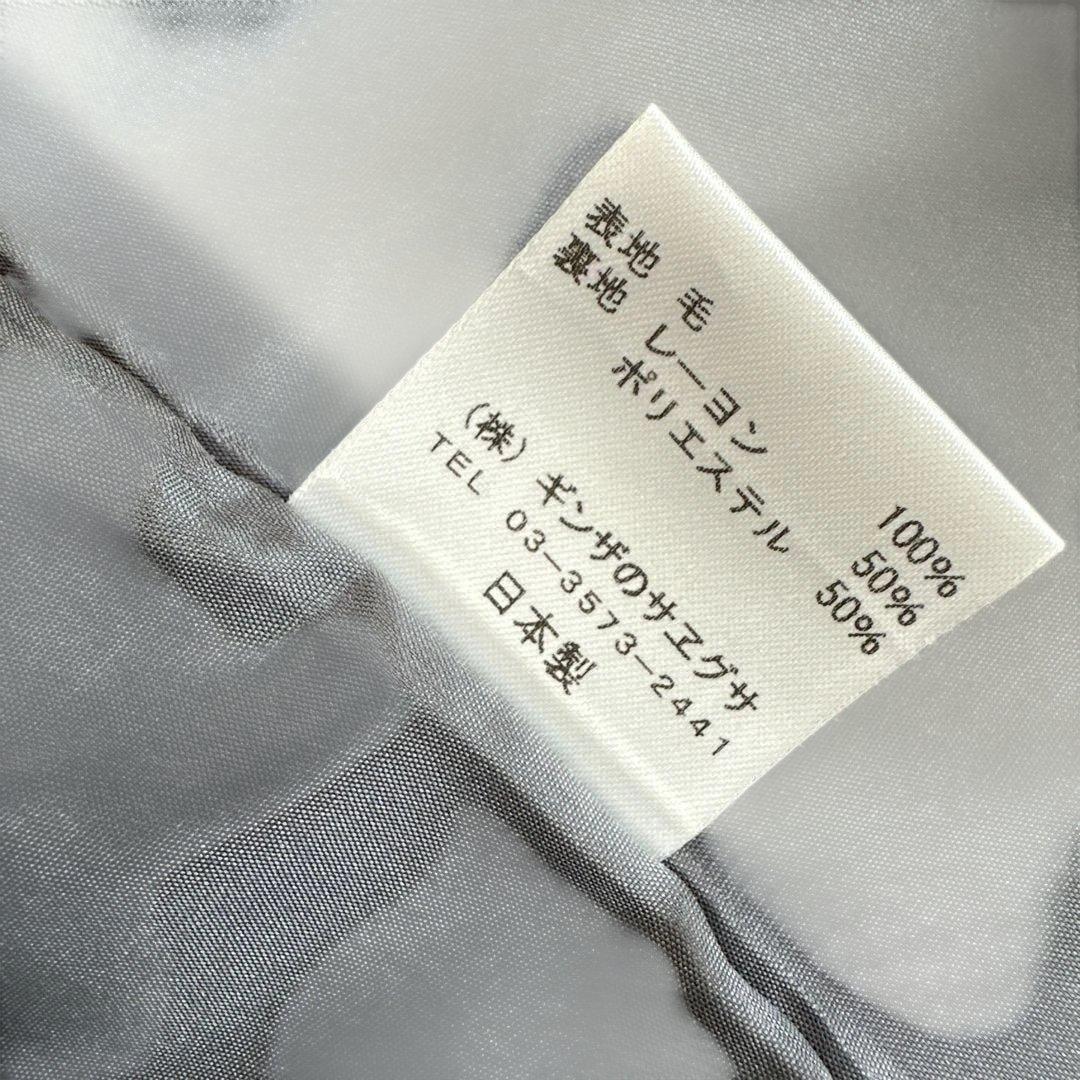 表地 毛 100%
裏地 レーヨン 50%
ポリエステル 50%
(株) ギンザのサヱグサ
TEL 03-3573-2441
日本製